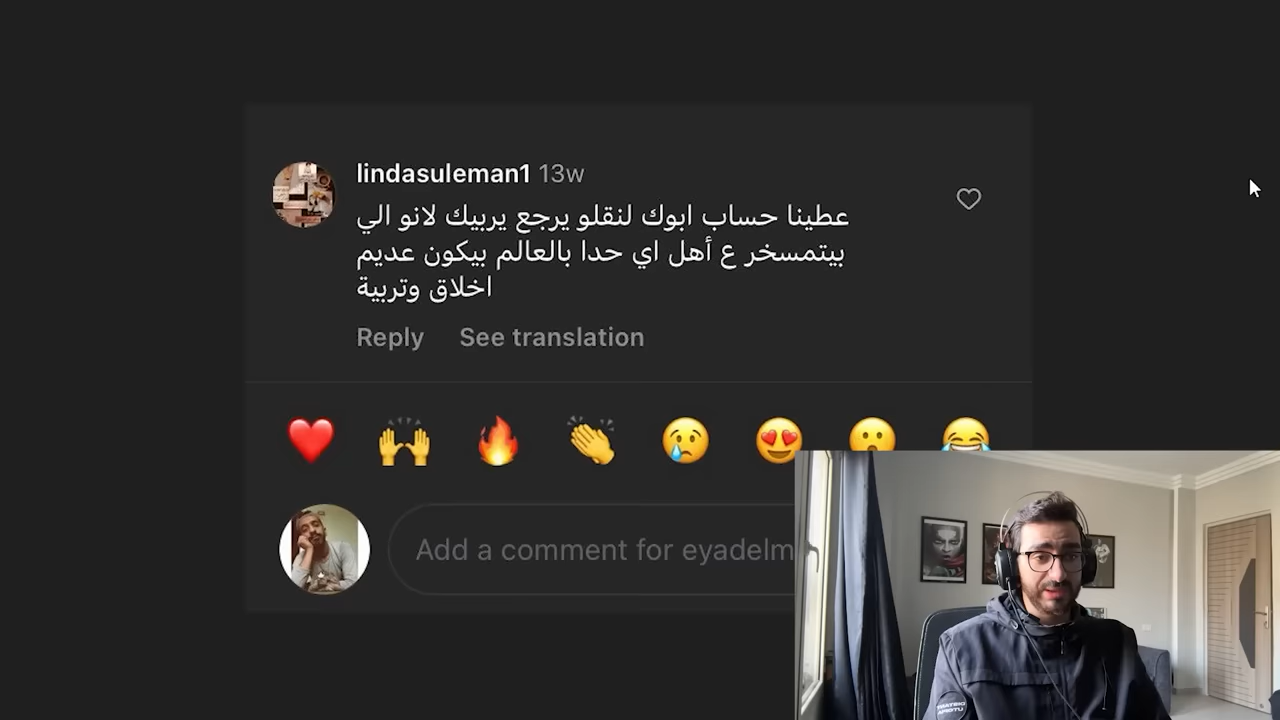 lindasuleman1 13w
عطينا حساب ابوك لنقلو يرجع يربيك لانو الي
بيتمسخر ع أهل اي حدا بالعالم بيكون عديم
اخلاق وتربية
Reply See translation
Add a comment for eyadelm